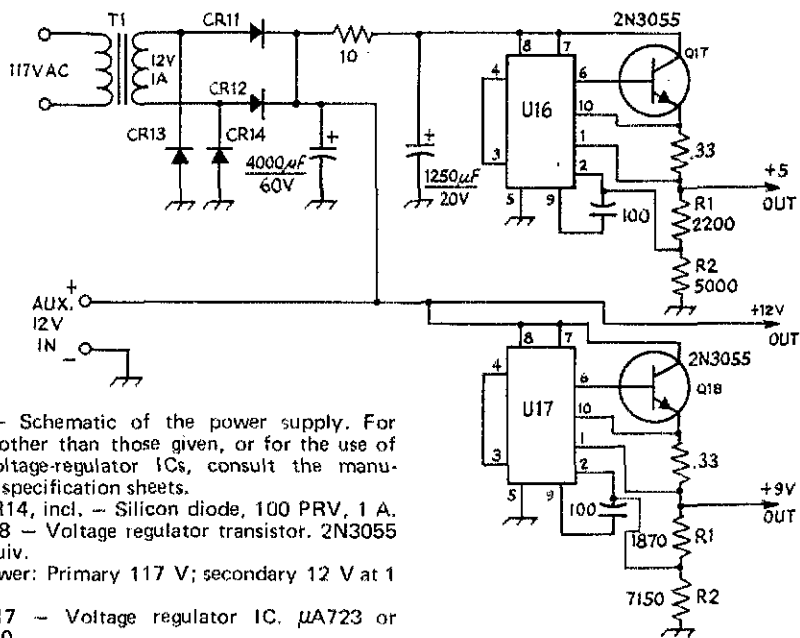 T1
CR11
12V
1A
117VAC
10
CR12
CR13
CR14
+
4000µF
60V
+
1250µF
20V
2N3055
Q17
8
7
4
6
U16
10
1
3
2
5
9
100
.33
+5
OUT
R1
2200
R2
5000
+
AUX.
12V
IN
–
+12V
OUT
8
7
4
6
U17
10
1
3
2
5
9
100
2N3055
Q18
.33
+9V
OUT
1870
R1
7150
R2
– Schematic of the power supply. For
other than those given, or for the use of
oltage-regulator ICs, consult the manu-
specification sheets.
R14, incl. – Silicon diode, 100 PRV, 1 A.
8 – Voltage regulator transistor. 2N3055
uiv.
wer: Primary 117 V; secondary 12 V at 1
17 – Voltage regulator IC. µA723 or